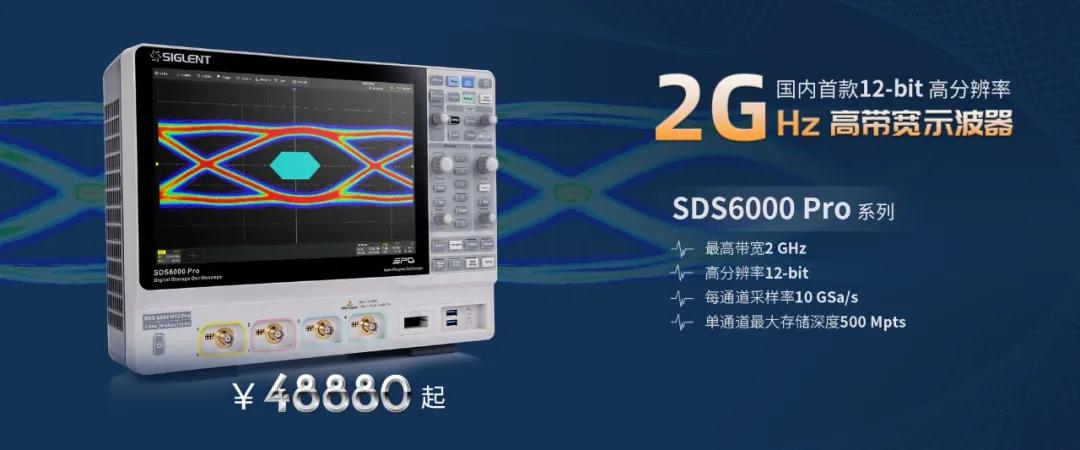 SIGLENT
SDS6000 Pro
Digital Storage Oscilloscope
SPO
Super Phosphor Oscilloscope
2G
Hz
国内首款12-bit 高分辨率
高带宽示波器
SDS6000 Pro 系列
最高带宽2 GHz
高分辨率12-bit
每通道采样率10 GSa/s
单通道最大存储深度500 Mpts
¥48880 起